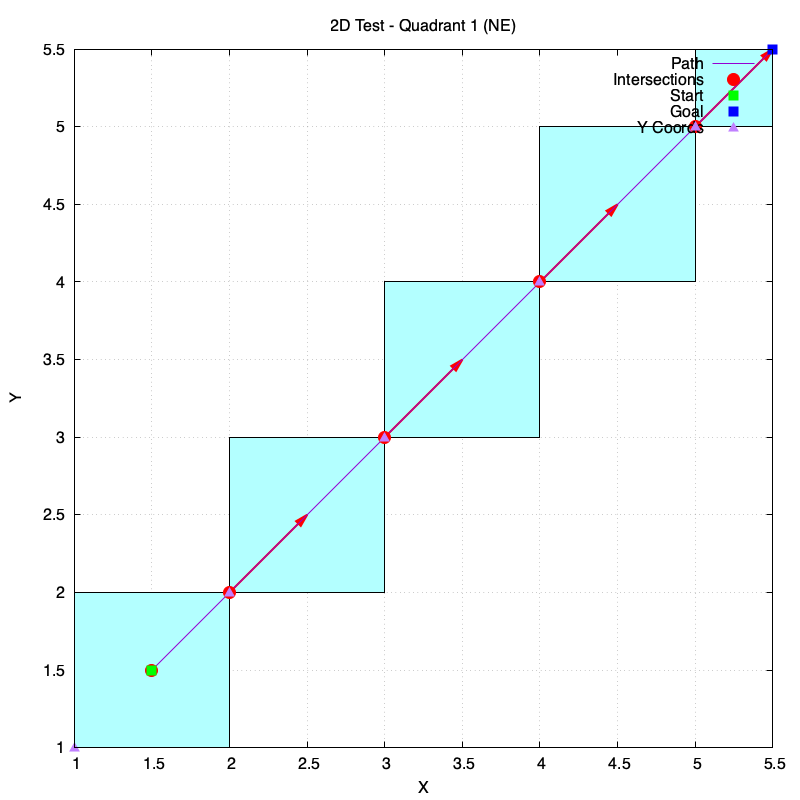 2D Test - Quadrant 1 (NE)
5.5
Path
Intersections
Start
Goal
Y Coords
5
4.5
4
3.5
3
2.5
2
1.5
1
Y
1 1.5 2 2.5 3 3.5 4 4.5 5 5.5
X